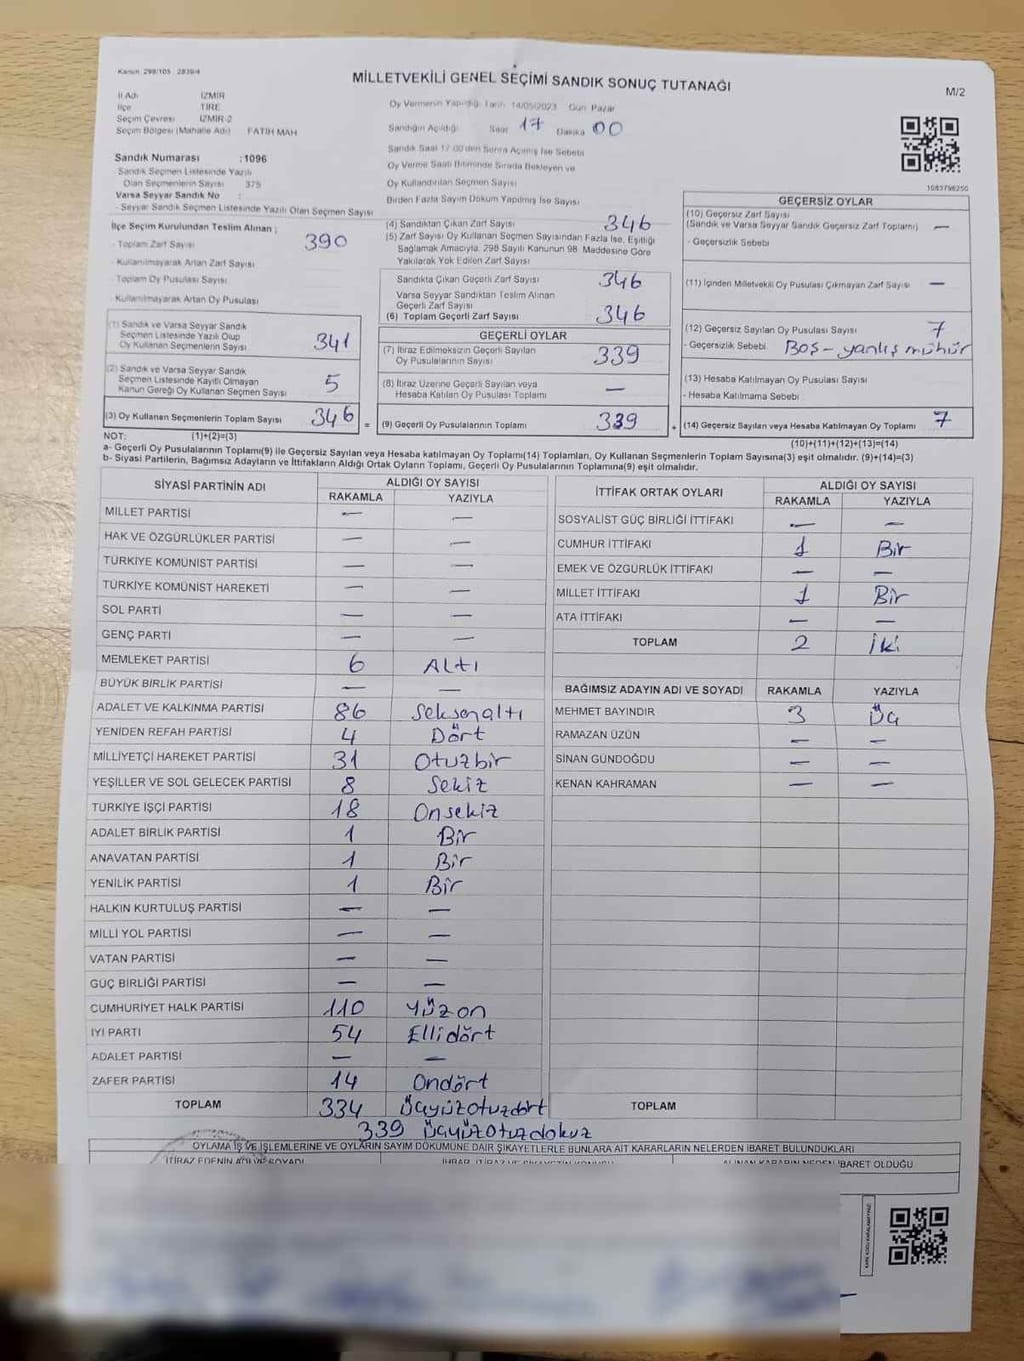 Kanun: 298/105 2839/4
MİLLETVEKİLİ GENEL SEÇİMİ SANDIK SONUÇ TUTANAĞI
M/2
İl Adı İZMİR
İlçe TİRE
Seçim Çevresi İZMİR-2
Seçim Bölgesi (Mahalle Adı) FATİH MAH
Oy Vermenin Yapıldığı Tarih 14/05/2023 Gün Pazar
Sandığın Açıldığı Saat 17 Dakika 00
Sandık Saat 17:00'den Sonra Açılmış İse Sebebi
Oy Verme Saati Bitiminde Sırada Bekleyen ve
Oy Kullandırılan Seçmen Sayısı
Birden Fazla Sayım Döküm Yapılmış İse Sayısı
Sandık Numarası :1096
Sandık Seçmen Listesinde Yazılı
Olan Seçmenlerin Sayısı 375
Varsa Seyyar Sandık No :
- Seyyar Sandık Seçmen Listesinde Yazılı Olan Seçmen Sayısı
1083798250
İlçe Seçim Kurulundan Teslim Alınan ;
- Toplam Zarf Sayısı 390
- Kullanılmayarak Artan Zarf Sayısı
- Toplam Oy Pusulası Sayısı
- Kullanılmayarak Artan Oy Pusulası
(1) Sandık ve Varsa Seyyar Sandık
Seçmen Listesinde Yazılı Olup
Oy Kullanan Seçmenlerin Sayısı 341
(2) Sandık ve Varsa Seyyar Sandık
Seçmen Listesinde Kayıtlı Olmayan
Kanun Gereği Oy Kullanan Seçmen Sayısı 5
(3) Oy Kullanan Seçmenlerin Toplam Sayısı 346 =
(4) Sandıktan Çıkan Zarf Sayısı 346
(5) Zarf Sayısı Oy Kullanan Seçmen Sayısından Fazla İse, Eşitliği
Sağlamak Amacıyla, 298 Sayılı Kanunun 98. Maddesine Göre
Yakılarak Yok Edilen Zarf Sayısı
Sandıkta Çıkan Geçerli Zarf Sayısı 346
Varsa Seyyar Sandıktan Teslim Alınan
Geçerli Zarf Sayısı
(6) Toplam Geçerli Zarf Sayısı 346
GEÇERLİ OYLAR
(7) İtiraz Edilmeksizin Geçerli Sayılan
Oy Pusulalarının Sayısı 339
(8) İtiraz Üzerine Geçerli Sayılan veya
Hesaba Katılan Oy Pusulası Toplamı —
(9) Geçerli Oy Pusulalarının Toplamı 339 +
GEÇERSİZ OYLAR
(10) Geçersiz Zarf Sayısı
(Sandık ve Varsa Seyyar Sandık Geçersiz Zarf Toplamı) —
- Geçersizlik Sebebi
(11) İçinden Milletvekili Oy Pusulası Çıkmayan Zarf Sayısı —
(12) Geçersiz Sayılan Oy Pusulası Sayısı 7
- Geçersizlik Sebebi Boş - yanlış mühür
(13) Hesaba Katılmayan Oy Pusulası Sayısı
- Hesaba Katılmama Sebebi
(14) Geçersiz Sayılan veya Hesaba Katılmayan Oy Toplamı 7
NOT: (1)+(2)=(3)
(10)+(11)+(12)+(13)=(14)
a- Geçerli Oy Pusulalarının Toplamı(9) ile Geçersiz Sayılan veya Hesaba katılmayan Oy Toplamı(14) Toplamları, Oy Kullanan Seçmenlerin Toplam Sayısına(3) eşit olmalıdır. (9)+(14)=(3)
b- Siyasi Partilerin, Bağımsız Adayların ve İttifakların Aldığı Ortak Oyların Toplamı, Geçerli Oy Pusulalarının Toplamına(9) eşit olmalıdır.
SİYASİ PARTİNİN ADI ALDIĞI OY SAYISI
RAKAMLA YAZIYLA
MİLLET PARTİSİ — —
HAK VE ÖZGÜRLÜKLER PARTİSİ — —
TÜRKİYE KOMÜNİST PARTİSİ — —
TÜRKİYE KOMÜNİST HAREKETİ — —
SOL PARTİ — —
GENÇ PARTİ — —
MEMLEKET PARTİSİ 6 Altı
BÜYÜK BİRLİK PARTİSİ — —
ADALET VE KALKINMA PARTİSİ 86 Seksenaltı
YENİDEN REFAH PARTİSİ 4 Dört
MİLLİYETÇİ HAREKET PARTİSİ 31 Otuzbir
YEŞİLLER VE SOL GELECEK PARTİSİ 8 Sekiz
TÜRKİYE İŞÇİ PARTİSİ 18 Onsekiz
ADALET BİRLİK PARTİSİ 1 Bir
ANAVATAN PARTİSİ 1 Bir
YENİLİK PARTİSİ 1 Bir
HALKIN KURTULUŞ PARTİSİ — —
MİLLİ YOL PARTİSİ — —
VATAN PARTİSİ — —
GÜÇ BİRLİĞİ PARTİSİ — —
CUMHURİYET HALK PARTİSİ 110 Yüzon
İYİ PARTİ 54 Ellidört
ADALET PARTİSİ — —
ZAFER PARTİSİ 14 Ondört
TOPLAM 334 Üçyüzotuzdört
339 Üçyüzotuzdokuz
İTTİFAK ORTAK OYLARI ALDIĞI OY SAYISI
RAKAMLA YAZIYLA
SOSYALİST GÜÇ BİRLİĞİ İTTİFAKI — —
CUMHUR İTTİFAKI 1 Bir
EMEK VE ÖZGÜRLÜK İTTİFAKI — —
MİLLET İTTİFAKI 1 Bir
ATA İTTİFAKI — —
TOPLAM 2 İki
BAĞIMSIZ ADAYIN ADI VE SOYADI RAKAMLA YAZIYLA
MEHMET BAYINDIR 3 Üç
RAMAZAN ÜZÜN — —
SİNAN GÜNDOĞDU — —
KENAN KAHRAMAN — —
TOPLAM
OYLAMA İŞ VE İŞLEMLERİNE VE OYLARIN SAYIM DÖKÜMÜNE DAİR ŞİKAYETLERLE BUNLARA AİT KARARLARIN NELERDEN İBARET BULUNDUKLARI
İTİRAZ EDENİN ADI VE SOYADI
ALINAN KARARIN NEDEN İBARET OLDUĞU